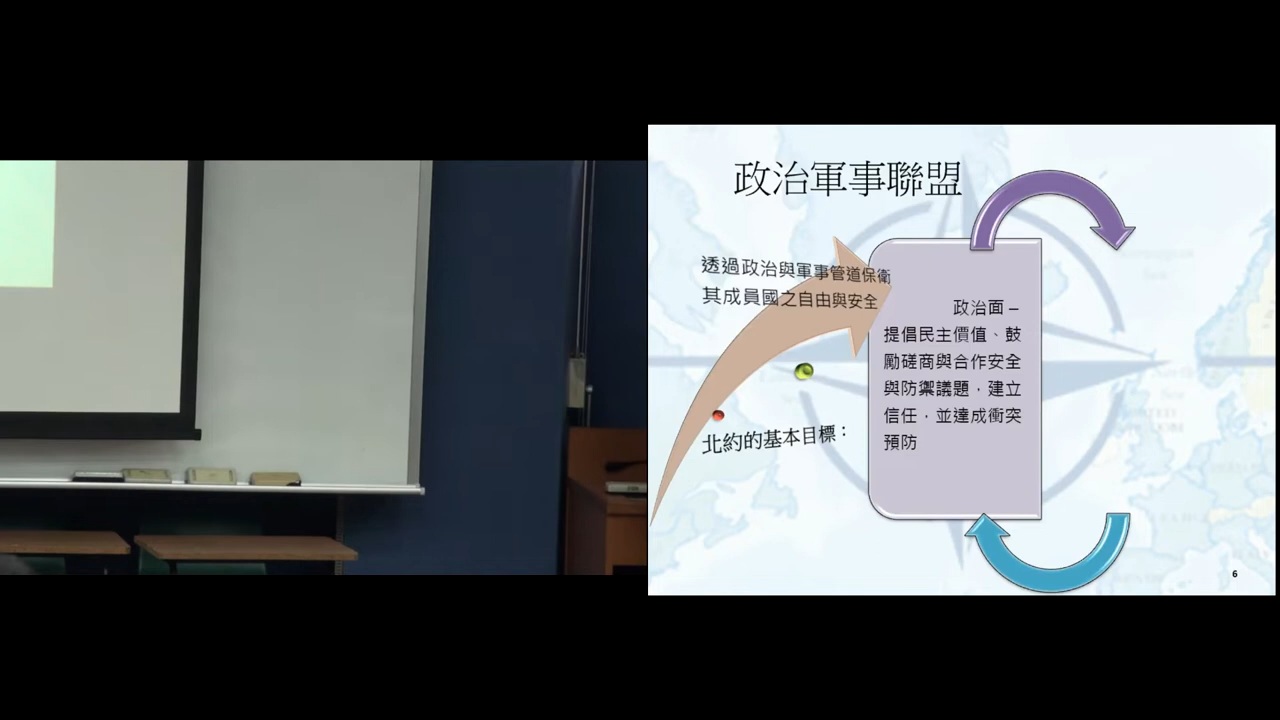 政治軍事聯盟
透過政治與軍事管道保衛
其成員國之自由與安全
北約的基本目標：
政治面－
提倡民主價值、鼓
勵磋商與合作安全
與防禦議題，建立
信任，並達成衝突
預防
6